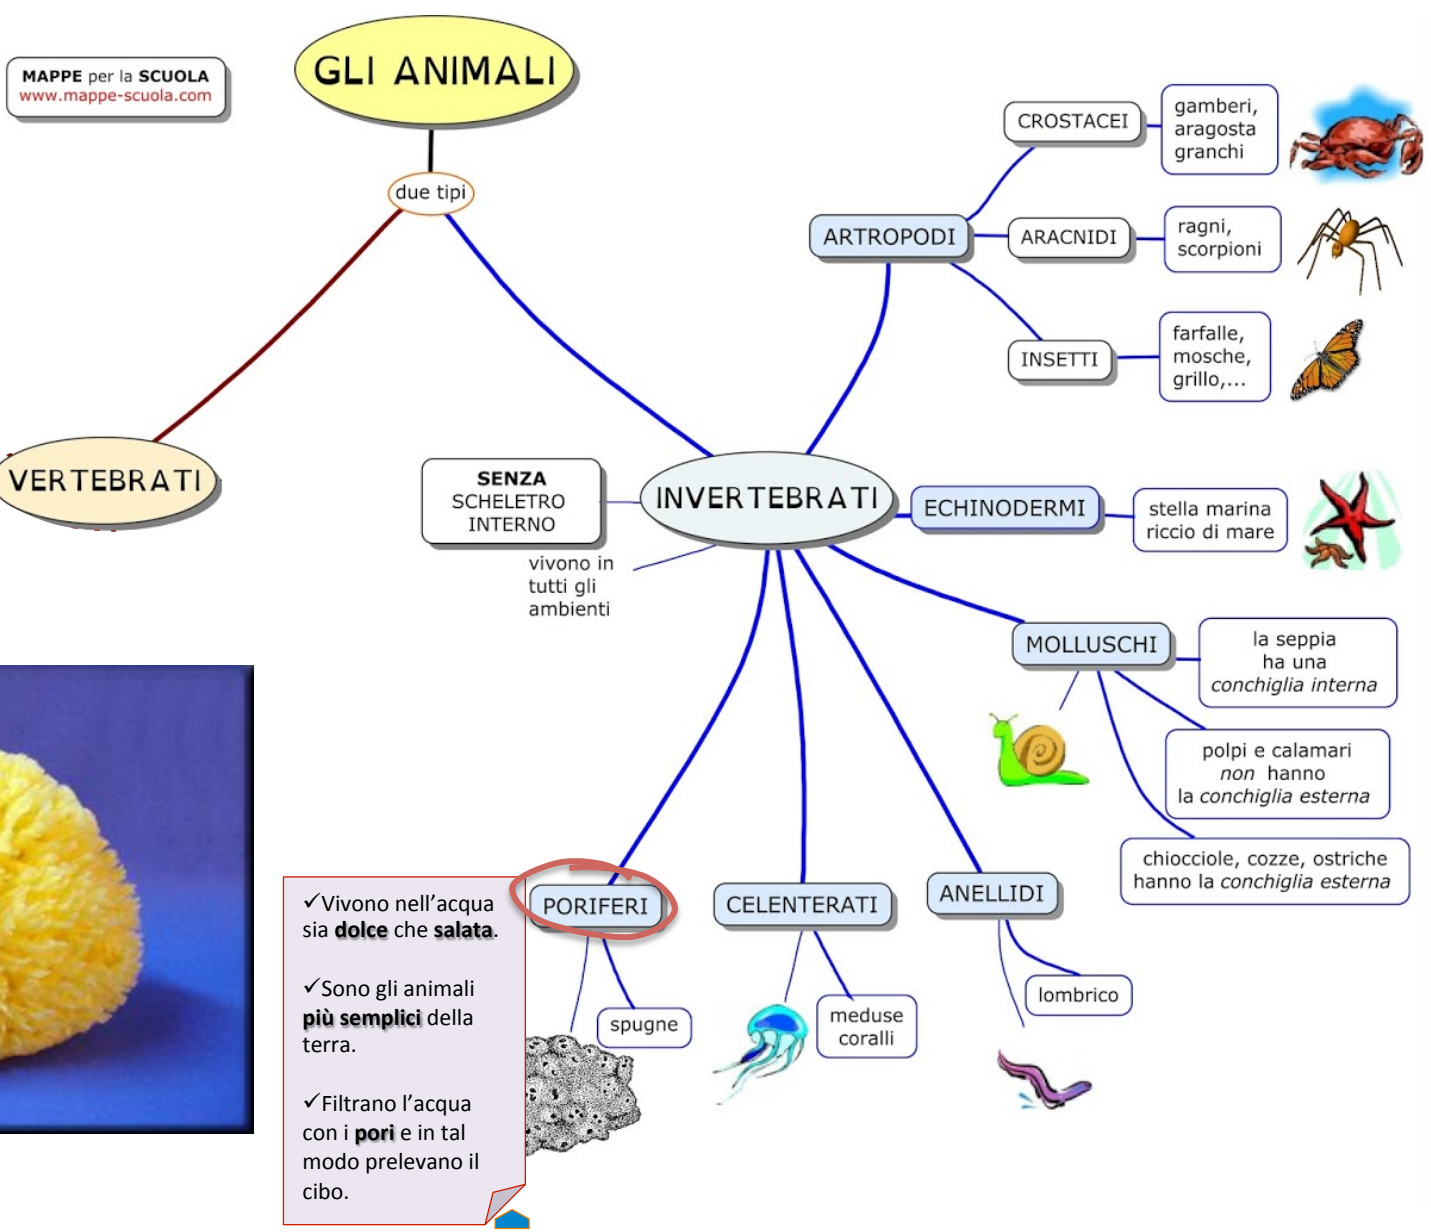 GLI ANIMALI
MAPPE per la SCUOLA
www.mappe-scuola.com
due tipi
VERTEBRATI
INVERTEBRATI
SENZA
SCHELETRO
INTERNO
vivono in
tutti gli
ambienti
ARTROPODI
CROSTACEI
gamberi,
aragosta
granchi
ARACNIDI
ragni,
scorpioni
INSETTI
farfalle,
mosche,
grillo,...
ECHINODERMI
stella marina
riccio di mare
MOLLUSCHI
la seppia
ha una
conchiglia interna
polpi e calamari
non hanno
la conchiglia esterna
chiocciole, cozze, ostriche
hanno la conchiglia esterna
ANELLIDI
lombrico
CELENTERATI
meduse
coralli
PORIFERI
spugne
✓Vivono nell'acqua
sia dolce che salata.
✓Sono gli animali
più semplici della
terra.
✓Filtrano l'acqua
con i pori e in tal
modo prelevano il
cibo.